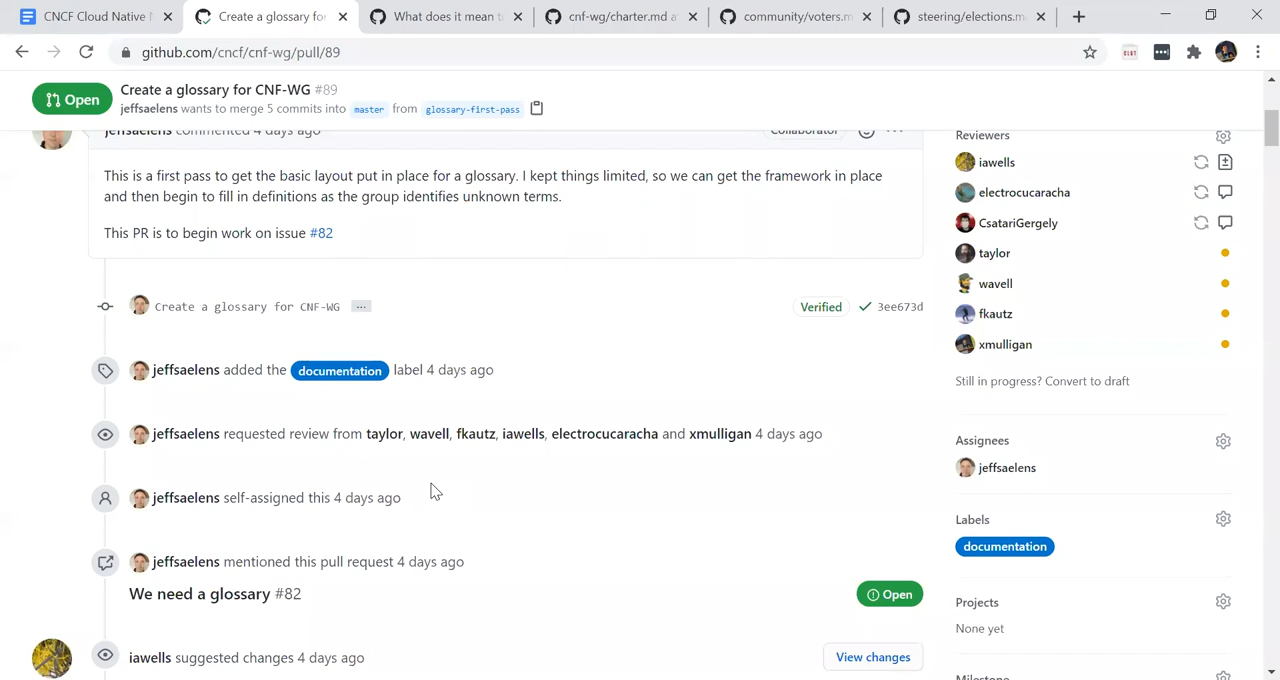 CNCF Cloud Native
Create a glossary for
What does it mean
cnf-wg/charter.md a
community/voters.m
steering/elections.m
github.com/cncf/cnf-wg/pull/89
Open
Create a glossary for CNF-WG #89
jeffsaelens wants to merge 5 commits into master from glossary-first-pass
jeffsaelens commented 4 days ago
Collaborator
This is a first pass to get the basic layout put in place for a glossary. I kept things limited, so we can get the framework in place
and then begin to fill in definitions as the group identifies unknown terms.
This PR is to begin work on issue #82
Create a glossary for CNF-WG ...
Verified
3ee673d
jeffsaelens added the documentation label 4 days ago
jeffsaelens requested review from taylor, wavell, fkautz, iawells, electrocucaracha and xmulligan 4 days ago
jeffsaelens self-assigned this 4 days ago
jeffsaelens mentioned this pull request 4 days ago
We need a glossary #82
Open
iawells suggested changes 4 days ago
View changes
Reviewers
iawells
electrocucaracha
CsatariGergely
taylor
wavell
fkautz
xmulligan
Still in progress? Convert to draft
Assignees
jeffsaelens
Labels
documentation
Projects
None yet
Milestone